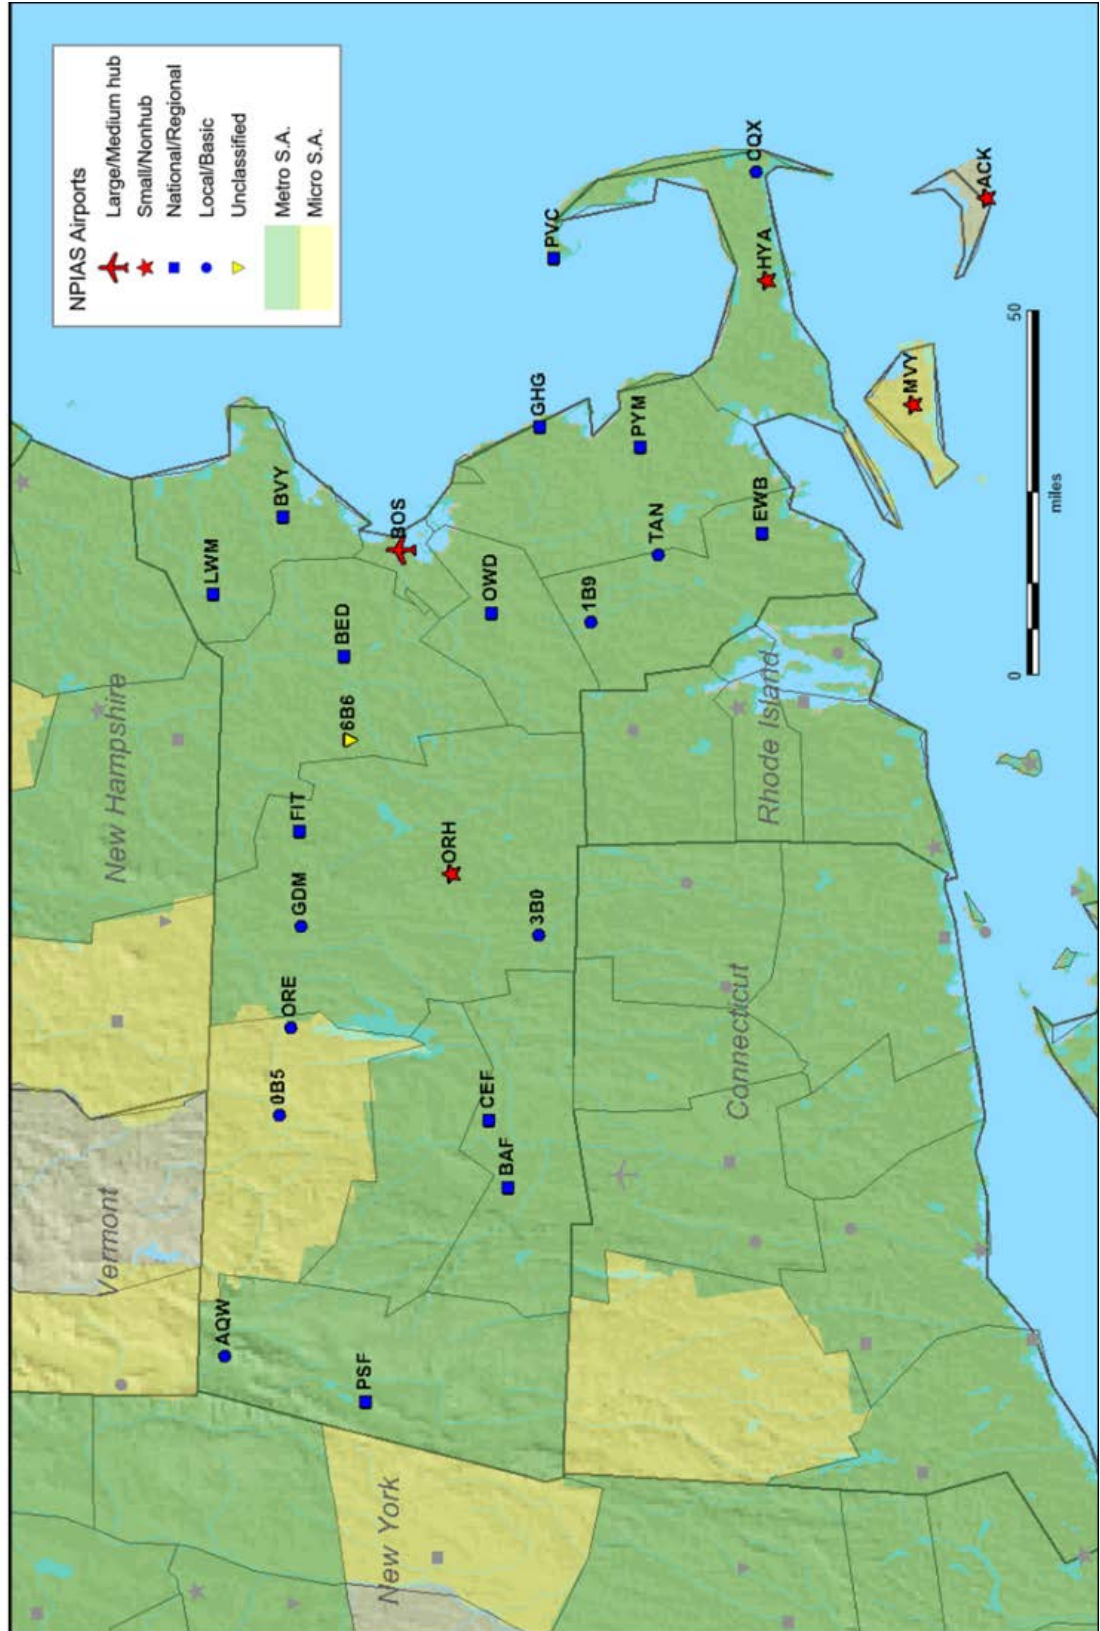 NPIAS Airports
Large/Medium hub
Small/Nonhub
National/Regional
Local/Basic
Unclassified
Metro S.A.
Micro S.A.
Vermont
New Hampshire
New York
Connecticut
Rhode Island
AQW
PSF
0B5
ORE
GDM
FIT
6B6
BED
LWM
BVY
BOS
BAF
CEF
3B0
ORH
OWD
1B9
TAN
EWB
GHG
PYM
PVC
HYA
CQX
MVY
ACK
0
50
miles